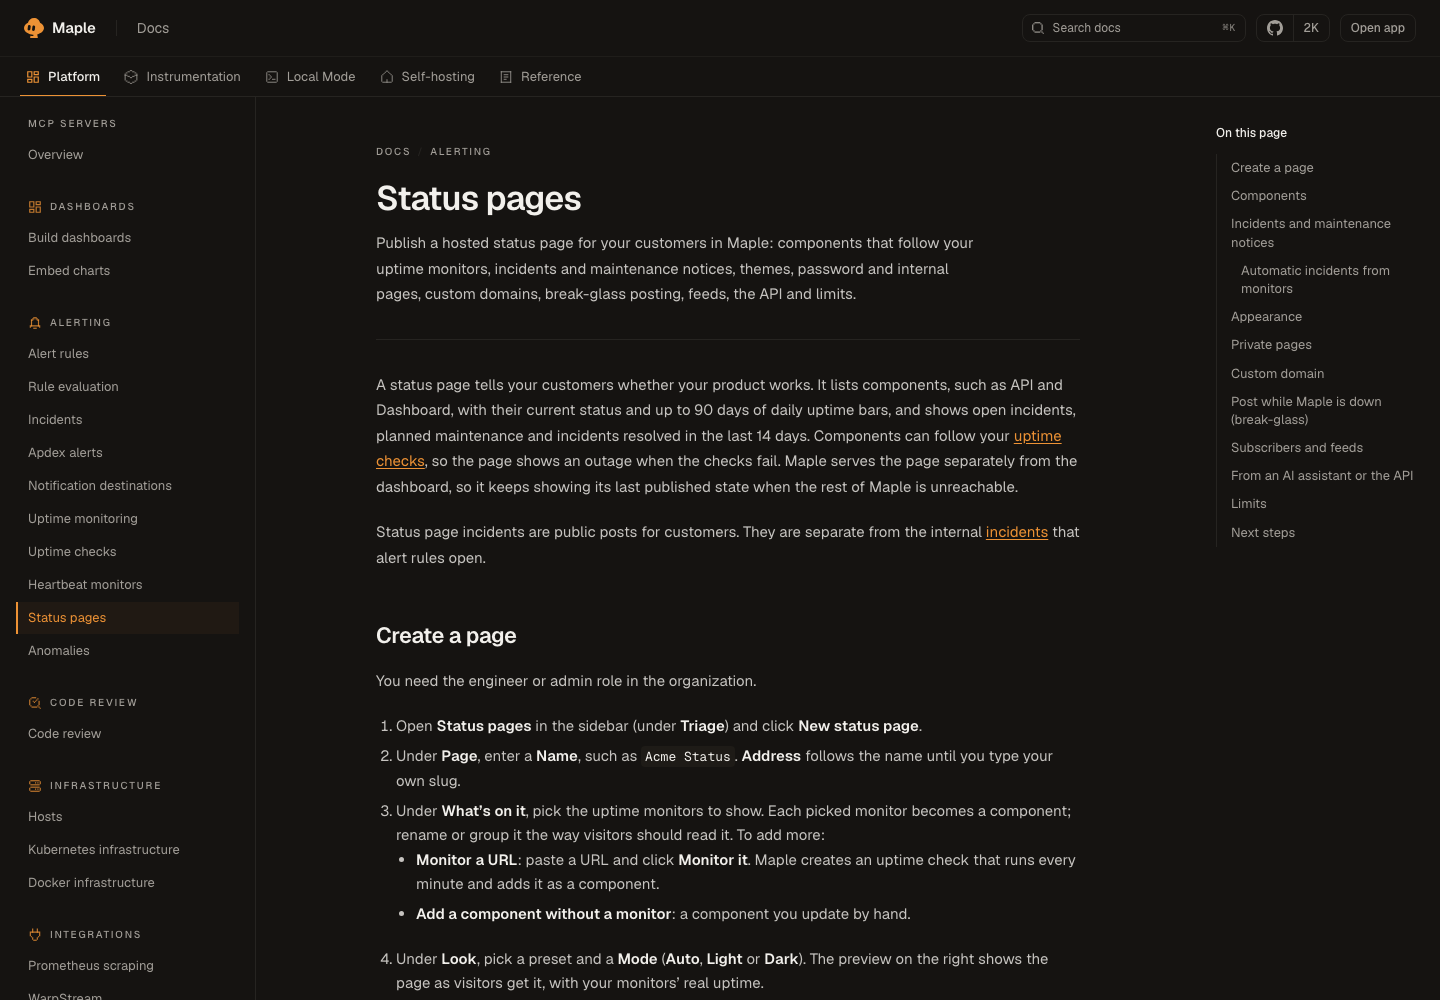 Maple
Docs
Search docs
⌘K
2K
Open app
Platform
Instrumentation
Local Mode
Self-hosting
Reference
MCP SERVERS
Overview
DASHBOARDS
Build dashboards
Embed charts
ALERTING
Alert rules
Rule evaluation
Incidents
Apdex alerts
Notification destinations
Uptime monitoring
Uptime checks
Heartbeat monitors
Status pages
Anomalies
CODE REVIEW
Code review
INFRASTRUCTURE
Hosts
Kubernetes infrastructure
Docker infrastructure
INTEGRATIONS
Prometheus scraping
WarpStream
DOCS / ALERTING
Status pages
Publish a hosted status page for your customers in Maple: components that follow your
uptime monitors, incidents and maintenance notices, themes, password and internal
pages, custom domains, break-glass posting, feeds, the API and limits.
A status page tells your customers whether your product works. It lists components, such as API and
Dashboard, with their current status and up to 90 days of daily uptime bars, and shows open incidents,
planned maintenance and incidents resolved in the last 14 days. Components can follow your uptime
checks, so the page shows an outage when the checks fail. Maple serves the page separately from the
dashboard, so it keeps showing its last published state when the rest of Maple is unreachable.
Status page incidents are public posts for customers. They are separate from the internal incidents that
alert rules open.
Create a page
You need the engineer or admin role in the organization.
1. Open Status pages in the sidebar (under Triage) and click New status page.
2. Under Page, enter a Name, such as Acme Status. Address follows the name until you type your
own slug.
3. Under What's on it, pick the uptime monitors to show. Each picked monitor becomes a component;
rename or group it the way visitors should read it. To add more:
• Monitor a URL: paste a URL and click Monitor it. Maple creates an uptime check that runs every
minute and adds it as a component.
• Add a component without a monitor: a component you update by hand.
4. Under Look, pick a preset and a Mode (Auto, Light or Dark). The preview on the right shows the
page as visitors get it, with your monitors' real uptime.
On this page
Create a page
Components
Incidents and maintenance
notices
Automatic incidents from
monitors
Appearance
Private pages
Custom domain
Post while Maple is down
(break-glass)
Subscribers and feeds
From an AI assistant or the API
Limits
Next steps